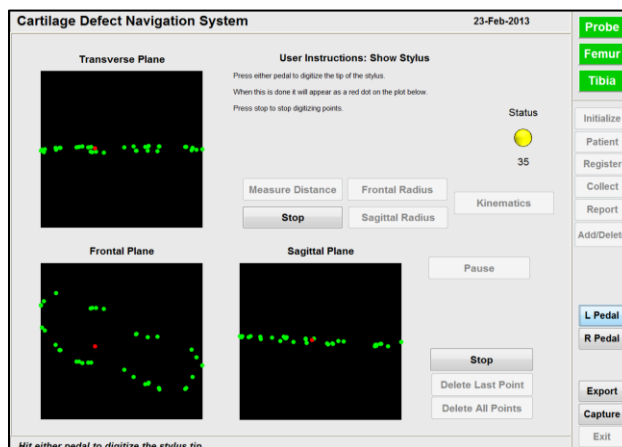 Cartilage Defect Navigation System
23-Feb-2013
Transverse Plane
User Instructions: Show Stylus
Press either pedal to digitize the tip of the stylus.
When this is done it will appear as a red dot on the plot below.
Press stop to stop digitizing points.
Status
35
Measure Distance
Frontal Radius
Stop
Sagittal Radius
Kinematics
Frontal Plane
Sagittal Plane
Pause
Stop
Delete Last Point
Delete All Points
Hit either pedal to digitize the stylus tip
Probe
Femur
Tibia
Initialize
Patient
Register
Collect
Report
Add/Delete
L Pedal
R Pedal
Export
Capture
Exit